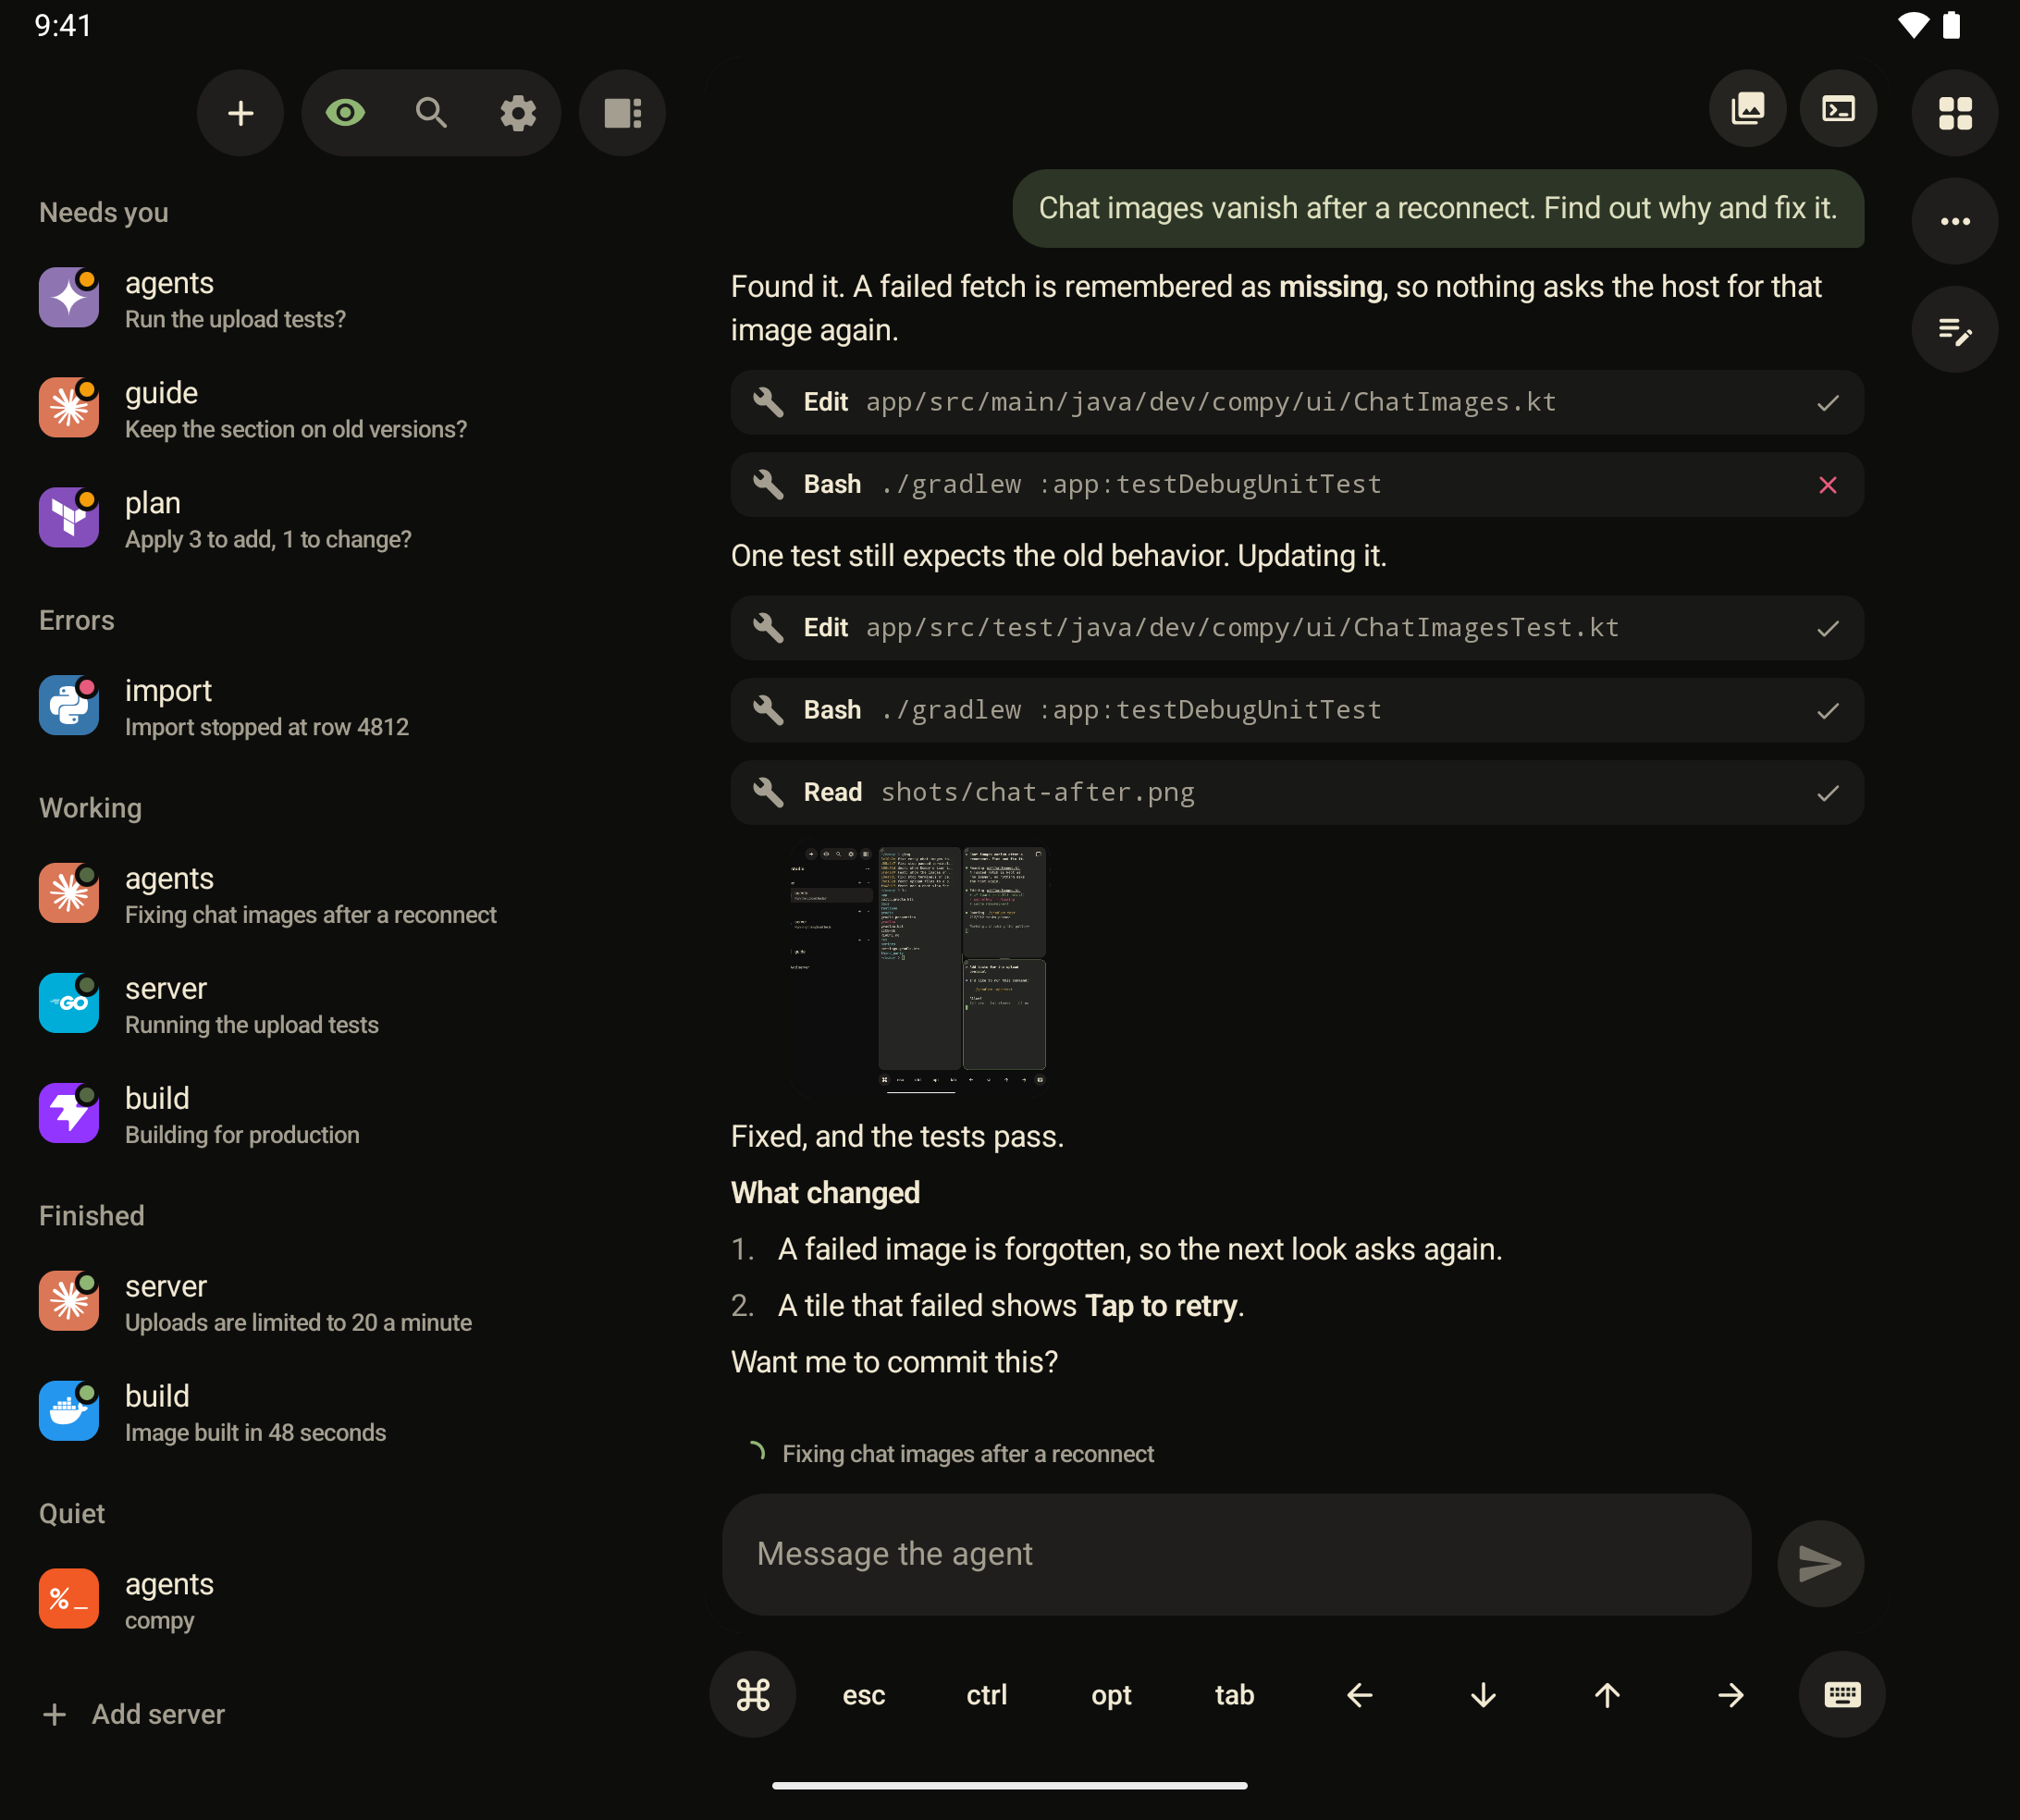 9:41
Needs you
agents
Run the upload tests?
guide
Keep the section on old versions?
plan
Apply 3 to add, 1 to change?
Errors
import
Import stopped at row 4812
Working
agents
Fixing chat images after a reconnect
GO
server
Running the upload tests
build
Building for production
Finished
server
Uploads are limited to 20 a minute
build
Image built in 48 seconds
Quiet
%_
agents
compy
+ Add server
Chat images vanish after a reconnect. Find out why and fix it.
Found it. A failed fetch is remembered as missing, so nothing asks the host for that
image again.
Edit app/src/main/java/dev/compy/ui/ChatImages.kt
Bash ./gradlew :app:testDebugUnitTest
One test still expects the old behavior. Updating it.
Edit app/src/test/java/dev/compy/ui/ChatImagesTest.kt
Bash ./gradlew :app:testDebugUnitTest
Read shots/chat-after.png
Fixed, and the tests pass.
What changed
1. A failed image is forgotten, so the next look asks again.
2. A tile that failed shows Tap to retry.
Want me to commit this?
Fixing chat images after a reconnect
Message the agent
⌘ esc ctrl opt tab ← ↓ ↑ →